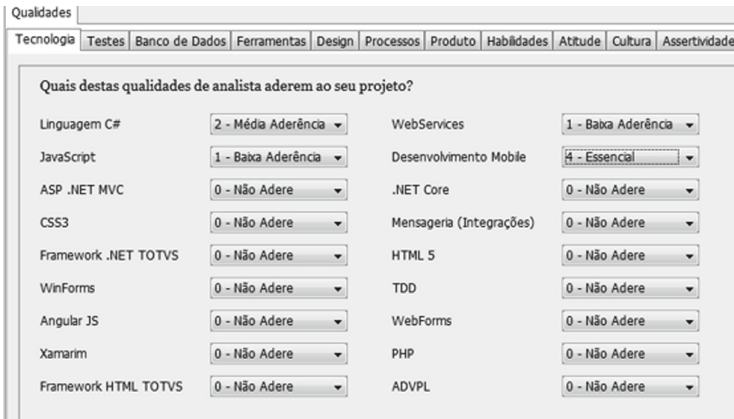 Qualidades
Tecnologia Testes Banco de Dados Ferramentas Design Processos Produto Habilidades Atitude Cultura Assertividade
Quais destas qualidades de analista aderem ao seu projeto?
Linguagem C# 2 - Média Aderência WebServices 1 - Baixa Aderência
JavaScript 1 - Baixa Aderência Desenvolvimento Mobile 4 - Essencial
ASP .NET MVC 0 - Não Adere .NET Core 0 - Não Adere
CSS3 0 - Não Adere Mensageria (Integrações) 0 - Não Adere
Framework .NET TOTVS 0 - Não Adere HTML 5 0 - Não Adere
WinForms 0 - Não Adere TDD 0 - Não Adere
Angular JS 0 - Não Adere WebForms 0 - Não Adere
Xamarim 0 - Não Adere PHP 0 - Não Adere
Framework HTML TOTVS 0 - Não Adere ADVPL 0 - Não Adere